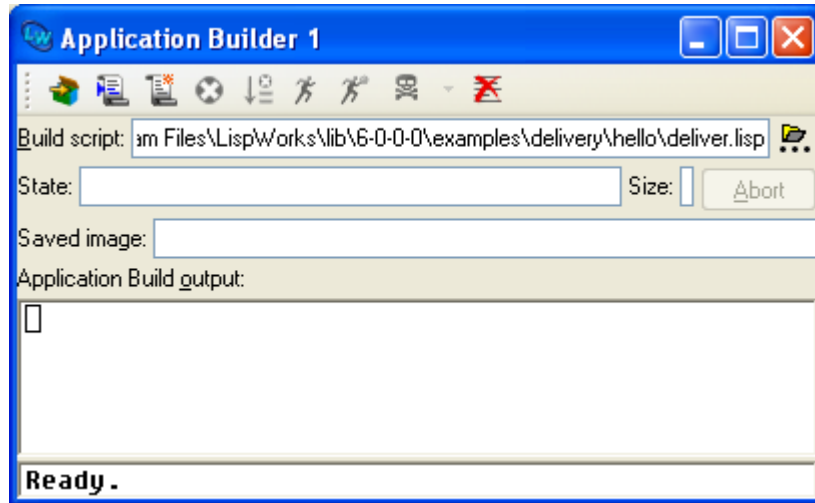 LW Application Builder 1
Build script: am Files\LispWorks\lib\6-0-0-0\examples\delivery\hello\deliver.lisp
State: Size: Abort
Saved image:
Application Build output:
Ready.